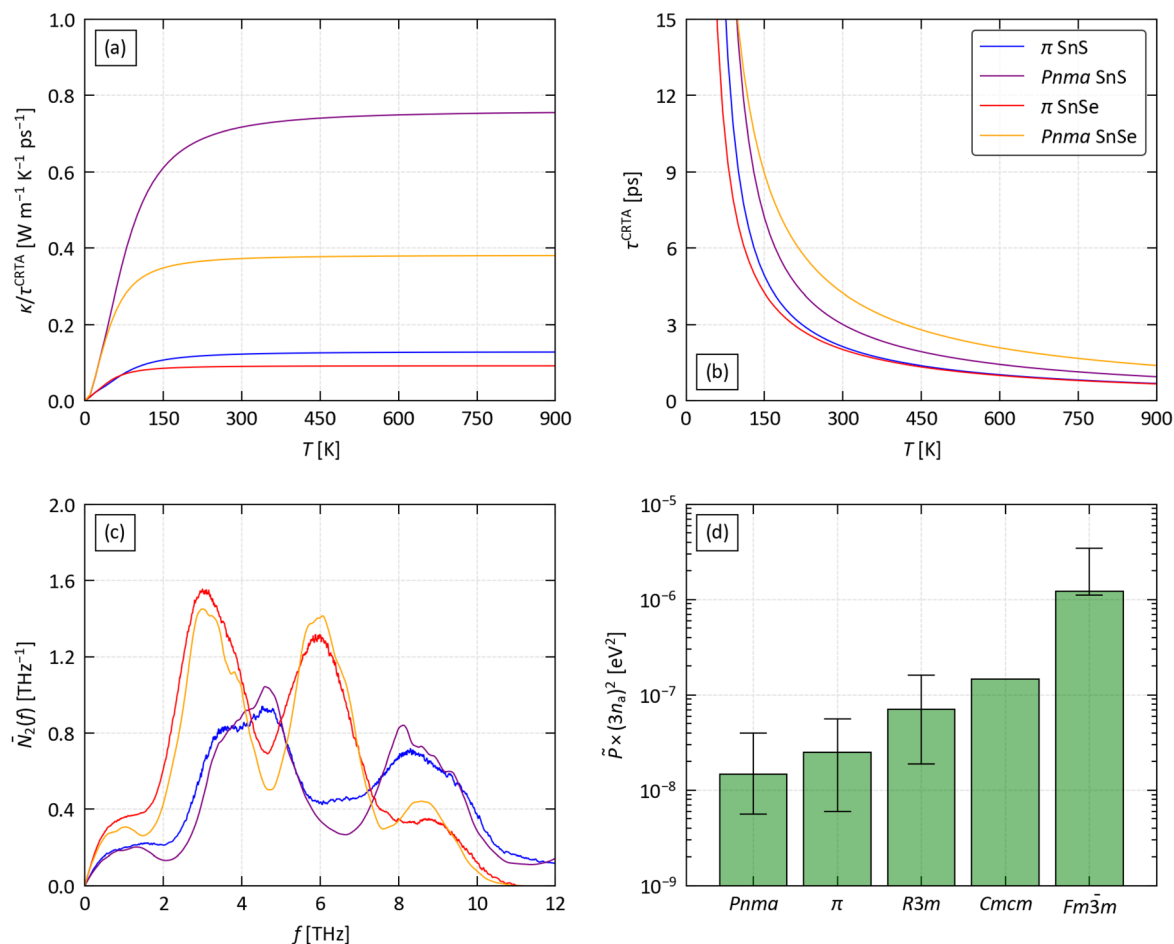 (a)
κ/τ^CRTA [W m⁻¹ K⁻¹ ps⁻¹]
1.0
0.8
0.6
0.4
0.2
0.0
0 150 300 450 600 750 900
T [K]
(b)
π SnS
Pnma SnS
π SnSe
Pnma SnSe
τ^CRTA [ps]
15
12
9
6
3
0
0 150 300 450 600 750 900
T [K]
(c)
N̄₂(f) [THz⁻¹]
2.0
1.6
1.2
0.8
0.4
0.0
0 2 4 6 8 10 12
f [THz]
(d)
P̃ × (3nₐ)² [eV²]
10⁻⁵
10⁻⁶
10⁻⁷
10⁻⁸
10⁻⁹
Pnma π R3m Cmcm Fm3̄m